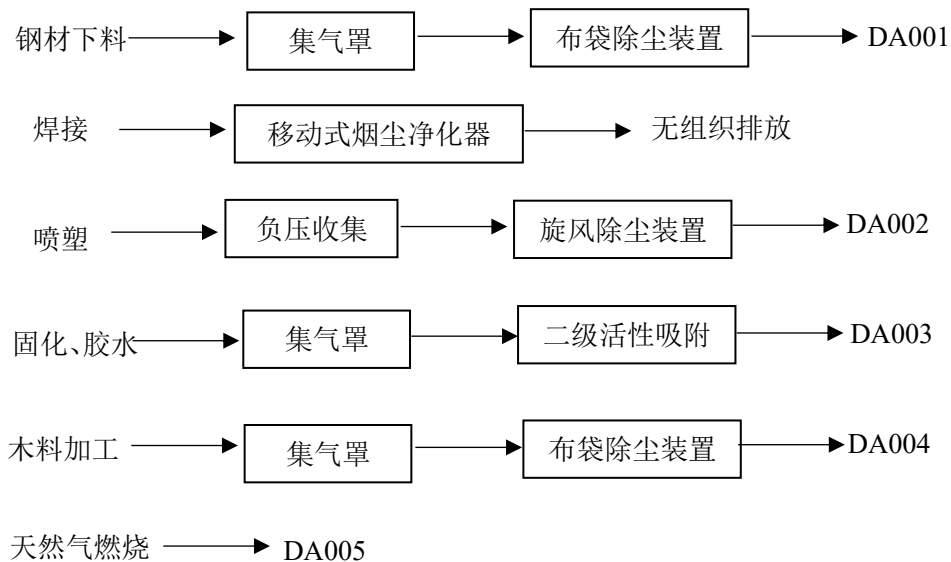 钢材下料 集气罩 布袋除尘装置 DA001
焊接 移动式烟尘净化器 无组织排放
喷塑 负压收集 旋风除尘装置 DA002
固化、胶水 集气罩 二级活性吸附 DA003
木料加工 集气罩 布袋除尘装置 DA004
天然气燃烧 DA005